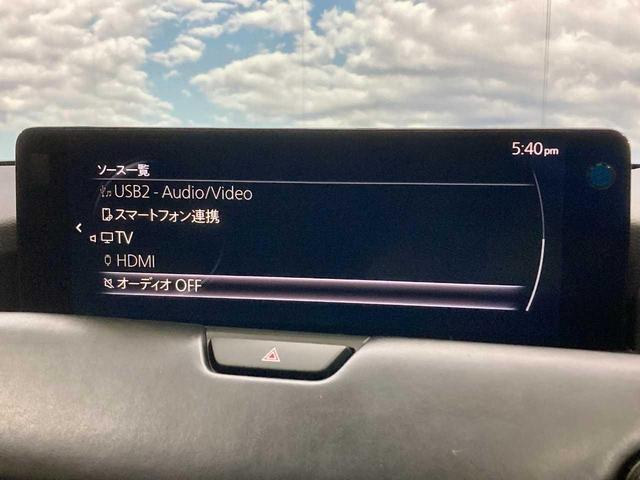 5:40pm
ソース一覧
USB2 - Audio/Video
スマートフォン連携
TV
HDMI
オーディオ OFF